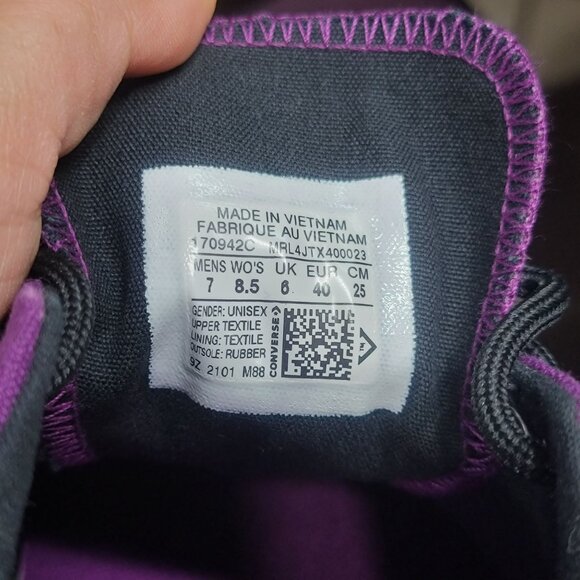 MADE IN VIETNAM
FABRIQUE AU VIETNAM
170942C MRL4JTX400023
MENS WO'S UK EUR CM
7 8.5 6 40 25
GENDER: UNISEX
UPPER: TEXTILE
LINING: TEXTILE
OUTSOLE: RUBBER
9Z 2101 M88
CONVERSE